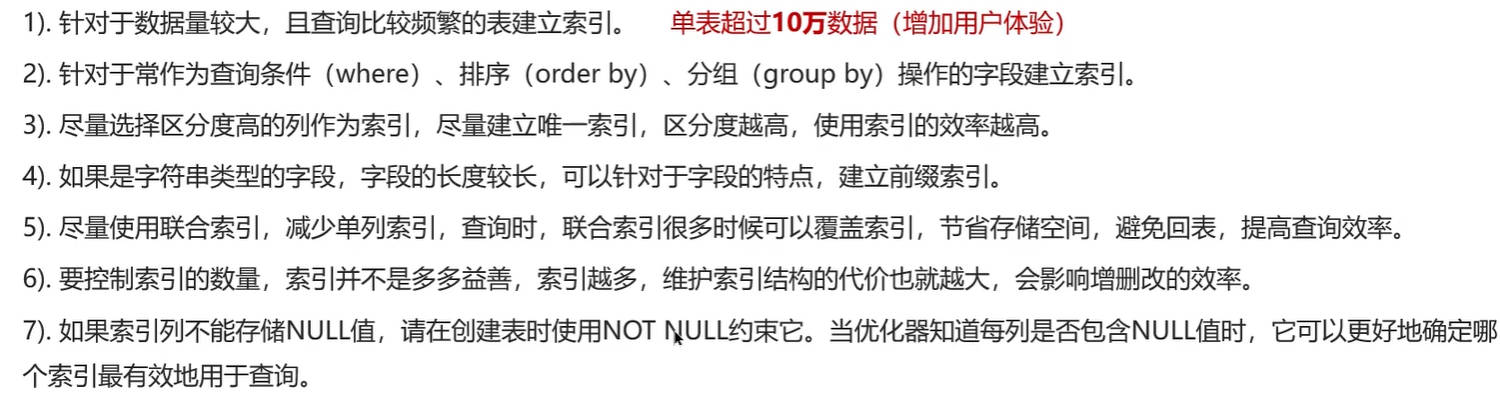 1). 针对于数据量较大，且查询比较频繁的表建立索引。 单表超过10万数据（增加用户体验）
2). 针对于常作为查询条件（where）、排序（order by）、分组（group by）操作的字段建立索引。
3). 尽量选择区分度高的列作为索引，尽量建立唯一索引，区分度越高，使用索引的效率越高。
4). 如果是字符串类型的字段，字段的长度较长，可以针对于字段的特点，建立前缀索引。
5). 尽量使用联合索引，减少单列索引，查询时，联合索引很多时候可以覆盖索引，节省存储空间，避免回表，提高查询效率。
6). 要控制索引的数量，索引并不是多多益善，索引越多，维护索引结构的代价也就越大，会影响增删改的效率。
7). 如果索引列不能存储NULL值，请在创建表时使用NOT NULL约束它。当优化器知道每列是否包含NULL值时，它可以更好地确定哪
个索引最有效地用于查询。